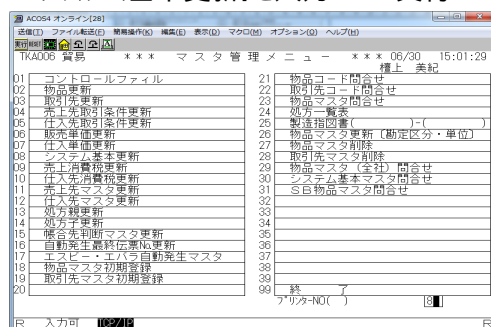 ACOS4 オンライン[2B]
送信(T) ファイル転送(F) 簡易操作(K) 編集(E) 表示(D) マクロ(M) オプション(O) ヘルプ(H)
TKA006 貿易 *** マスタ管理メニュー *** 06/30 15:01:29
檀上 美紀
01 コントロールファイル
02 物品更新
03 取引先更新
04 売上先取引条件更新
05 仕入先取引条件更新
06 販売単価更新
07 仕入単価更新
08 システム基本更新
09 売上消費税更新
10 仕入先消費税更新
11 売上先マスタ更新
12 仕入先マスタ更新
13 処方親更新
14 処方子更新
15 帳合先判断マスタ更新
16 自動発生最終伝票No更新
17 エスビー・エバラ自動発生マスタ
18 物品マスタ初期登録
19 取引先マスタ初期登録
20
21 物品コード問合せ
22 取引先コード問合せ
23 物品マスタ問合せ
24 処方一覧表
25 製造指図書( )-( )
26 物品マスタ更新〔勘定区分・単位〕
27 物品マスタ削除
28 取引先マスタ削除
29 物品マスタ(全社)問合せ
30 システム基本マスタ問合せ
31 SB物品マスタ問合せ
32
33
34
35
36
37
38
39
99 終 了
プリンタ-NO( ) 8
R 入力可 TCP/IP R